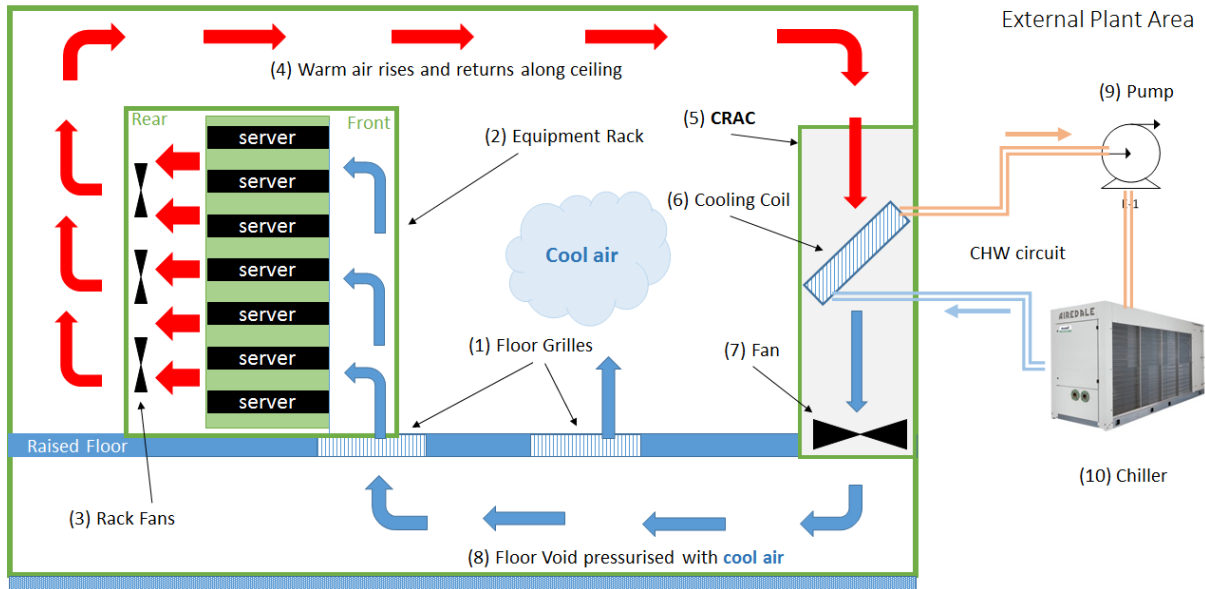 External Plant Area
(4) Warm air rises and returns along ceiling
(9) Pump
Rear
Front
(5) CRAC
(2) Equipment Rack
server
server
server
server
server
server
server
(6) Cooling Coil
Cool air
CHW circuit
AIREDALE
(1) Floor Grilles
(7) Fan
Raised Floor
(3) Rack Fans
(10) Chiller
(8) Floor Void pressurised with cool air